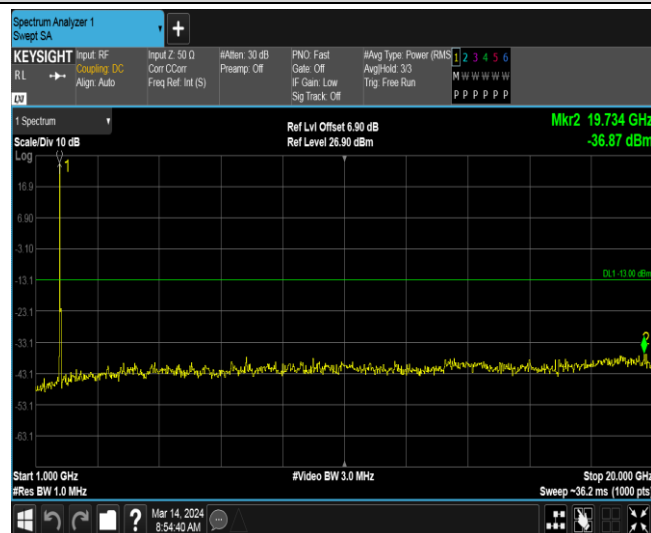 Spectrum Analyzer 1
Swept SA
+
KEYSIGHT
RL
Input: RF
Coupling: DC
Align: Auto
Input Z: 50 Ω
Corr CCorr
Freq Ref: Int (S)
#Atten: 30 dB
Preamp: Off
PNO: Fast
Gate: Off
IF Gain: Low
Sig Track: Off
#Avg Type: Power (RMS
Avg|Hold: 3/3
Trig: Free Run
1 2 3 4 5 6
M W W W W W
P P P P P P
LXI
1 Spectrum
Scale/Div 10 dB
Ref Lvl Offset 6.90 dB
Ref Level 26.90 dBm
Mkr2 19.734 GHz
-36.87 dBm
Log
1
16.9
6.90
-3.10
-13.1
DL1 -13.00 dBm
-23.1
-33.1
2
-43.1
-53.1
-63.1
Start 1.000 GHz
#Res BW 1.0 MHz
#Video BW 3.0 MHz
Stop 20.000 GHz
Sweep ~36.2 ms (1000 pts)
?
Mar 14, 2024
8:54:40 AM